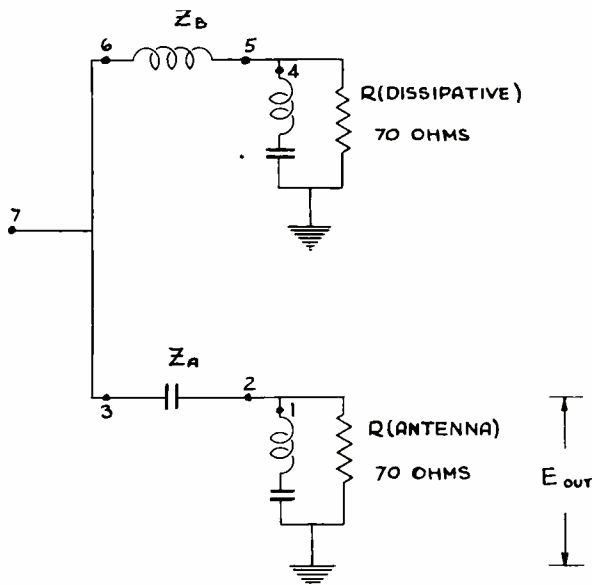 Z_B
6
5
4
R(DISSIPATIVE)
70 OHMS
7
Z_A
3
2
1
R(ANTENNA)
70 OHMS
E_OUT